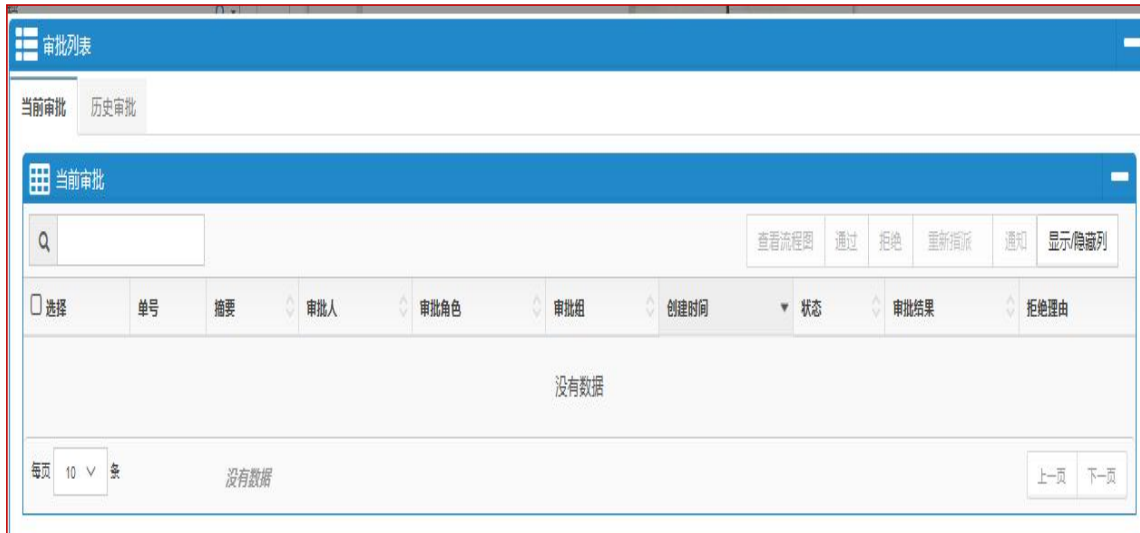 审批列表
当前审批 历史审批
当前审批
查看流程图 通过 拒绝 重新指派 通知 显示/隐藏列
选择 单号 摘要 审批人 审批角色 审批组 创建时间 状态 审批结果 拒绝理由
没有数据
每页 10 条 没有数据 上一页 下一页